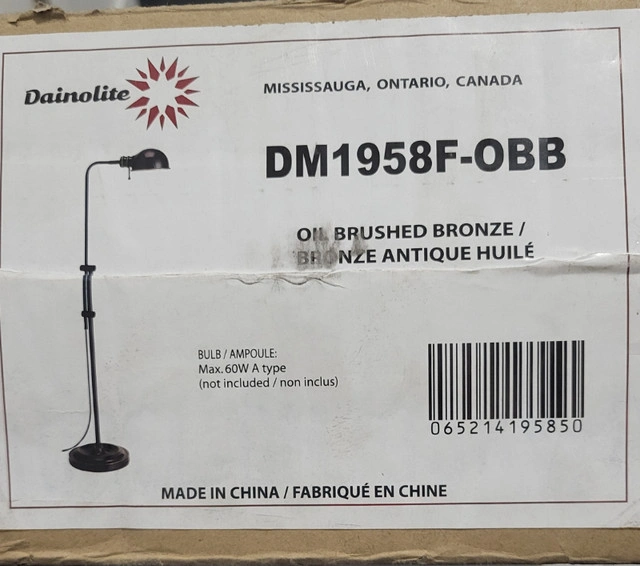 Dainolite
MISSISSAUGA, ONTARIO, CANADA
DM1958F-OBB
OIL BRUSHED BRONZE /
BRONZE ANTIQUE HUILÉ
BULB / AMPOULE:
Max. 60W A type
(not included / non inclus)
065214195850
MADE IN CHINA / FABRIQUÉ EN CHINE